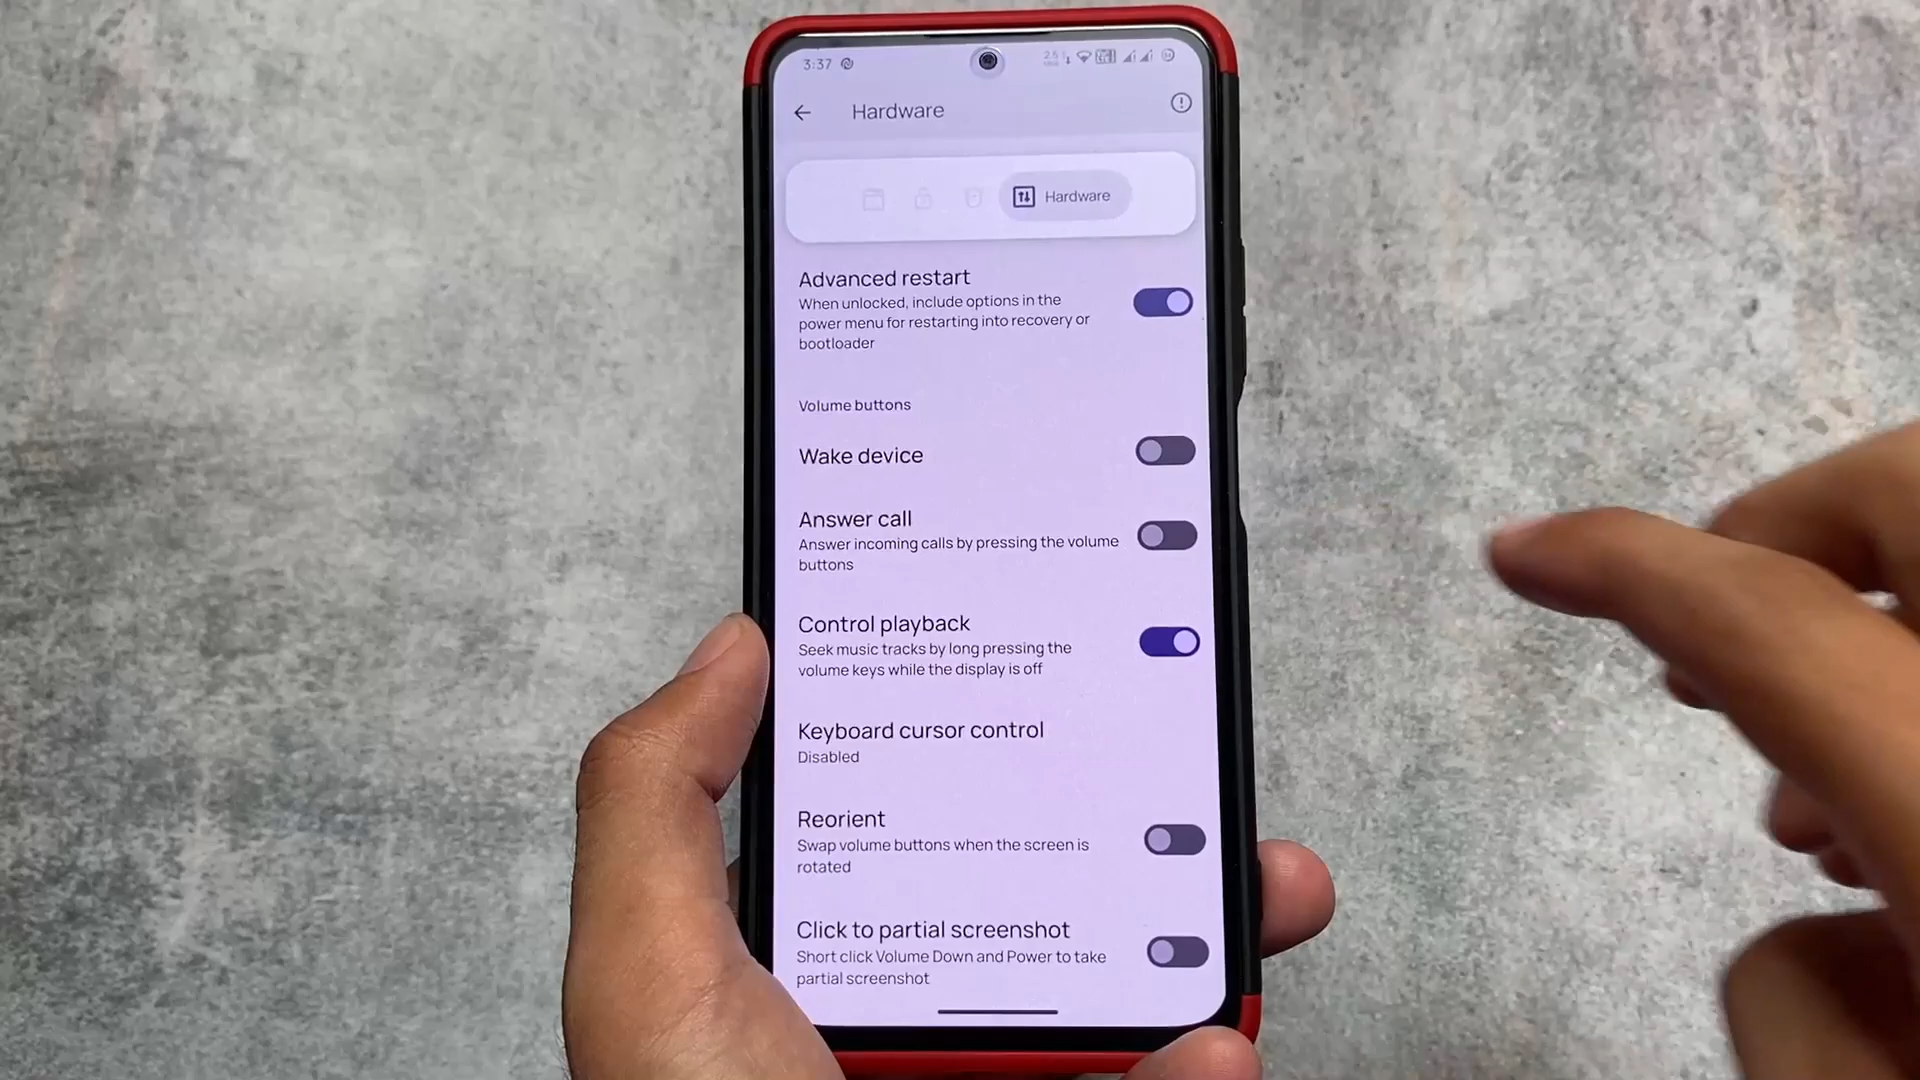 3:37
Hardware
Hardware
Advanced restart
When unlocked, include options in the
power menu for restarting into recovery or
bootloader
Volume buttons
Wake device
Answer call
Answer incoming calls by pressing the volume
buttons
Control playback
Seek music tracks by long pressing the
volume keys while the display is off
Keyboard cursor control
Disabled
Reorient
Swap volume buttons when the screen is
rotated
Click to partial screenshot
Short click Volume Down and Power to take
partial screenshot